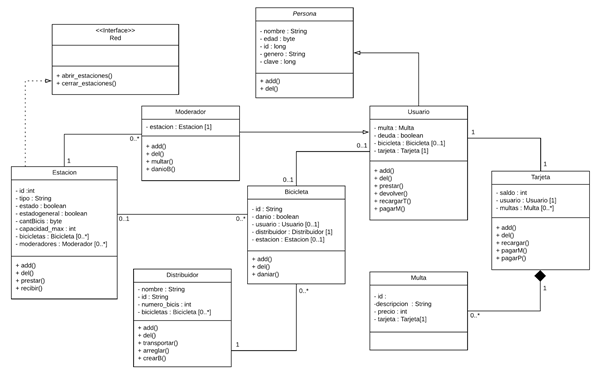 <<Interface>>
Red
+ abrir_estaciones()
+ cerrar_estaciones()
Persona
- nombre : String
- edad : byte
- id : long
- genero : String
- clave : long
+ add()
+ del()
Moderador
- estacion : Estacion [1]
+ add()
+ del()
+ multar()
+ danioB()
Usuario
- multa : Multa
- deuda : boolean
- bicicleta : Bicicleta [0..1]
- tarjeta : Tarjeta [1]
+ add()
+ del()
+ prestar()
+ devolver()
+ recargarT()
+ pagarM()
Estacion
- id :int
- tipo : String
- estado : boolean
- estadogeneral : boolean
- cantBicis : byte
- capacidad_max : int
- bicicletas : Bicicleta [0..*]
- moderadores : Moderador [0..*]
+ add()
+ del()
+ prestar()
+ recibir()
Bicicleta
- id : String
- danio : boolean
- usuario : Usuario [0..1]
- distribuidor : Distribuidor [1]
- estacion : Estacion [0..1]
+ add()
+ del()
+ daniar()
Tarjeta
- saldo : int
- usuario : Usuario [1]
- multas : Multa [0..*]
+ add()
+ del()
+ recargar()
+ pagarM()
+ pagarP()
Distribuidor
- nombre : String
- id : String
- numero_bicis : int
- bicicletas : Bicicleta [0..*]
+ add()
+ del()
+ transportar()
+ arreglar()
+ crearB()
Multa
- id :
-descripcion : String
- precio : int
- tarjeta : Tarjeta[1]
1
0..*
0..1
0..1
1
1
0..1
0..*
0..*
1
0..*
1